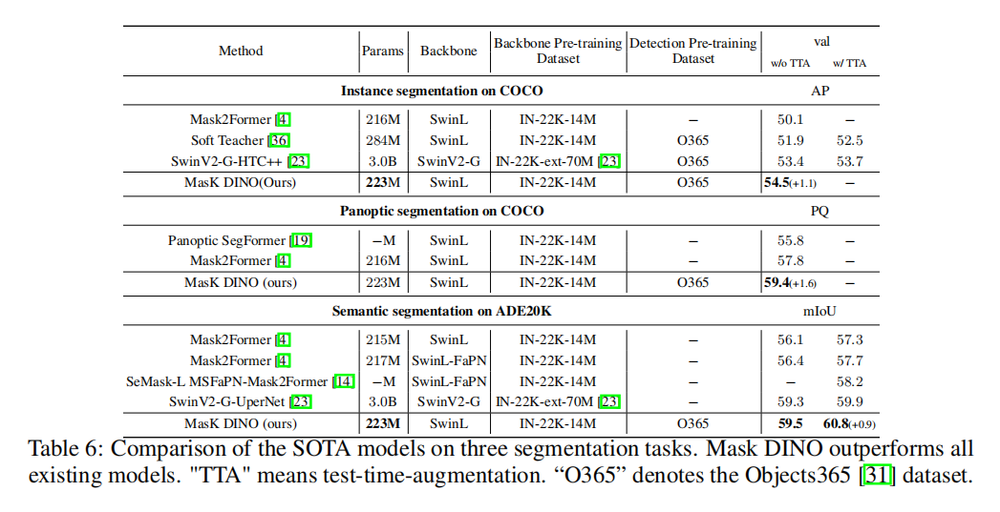 Method Params Backbone Backbone Pre-training Dataset Detection Pre-training Dataset val
w/o TTA w/ TTA
Instance segmentation on COCO AP
Mask2Former [4] 216M SwinL IN-22K-14M − 50.1 −
Soft Teacher [36] 284M SwinL IN-22K-14M O365 51.9 52.5
SwinV2-G-HTC++ [23] 3.0B SwinV2-G IN-22K-ext-70M [23] O365 53.4 53.7
MasK DINO(Ours) 223M SwinL IN-22K-14M O365 54.5(+1.1) −
Panoptic segmentation on COCO PQ
Panoptic SegFormer [19] −M SwinL IN-22K-14M − 55.8 −
Mask2Former [4] 216M SwinL IN-22K-14M − 57.8 −
MasK DINO (ours) 223M SwinL IN-22K-14M O365 59.4(+1.6) −
Semantic segmentation on ADE20K mIoU
Mask2Former [4] 215M SwinL IN-22K-14M − 56.1 57.3
Mask2Former [4] 217M SwinL-FaPN IN-22K-14M − 56.4 57.7
SeMask-L MSFaPN-Mask2Former [14] −M SwinL-FaPN IN-22K-14M − − 58.2
SwinV2-G-UperNet [23] 3.0B SwinV2-G IN-22K-ext-70M [23] − 59.3 59.9
MasK DINO (ours) 223M SwinL IN-22K-14M O365 59.5 60.8(+0.9)
Table 6: Comparison of the SOTA models on three segmentation tasks. Mask DINO outperforms all
existing models. "TTA" means test-time-augmentation. “O365” denotes the Objects365 [31] dataset.